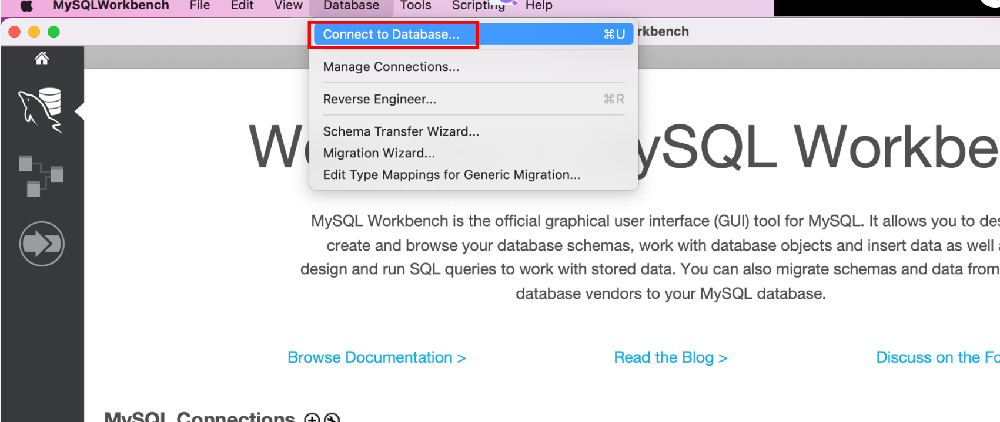 MySQLWorkbench File Edit View Database Tools Scripting Help
Connect to Database... ⌘U
rkbench
Manage Connections...
Reverse Engineer... ⌘R
Schema Transfer Wizard...
Migration Wizard...
Edit Type Mappings for Generic Migration...
W ySQL Workbe
MySQL Workbench is the official graphical user interface (GUI) tool for MySQL. It allows you to des
create and browse your database schemas, work with database objects and insert data as well a
design and run SQL queries to work with stored data. You can also migrate schemas and data from
database vendors to your MySQL database.
Browse Documentation > Read the Blog > Discuss on the Fo
MySQL Connections